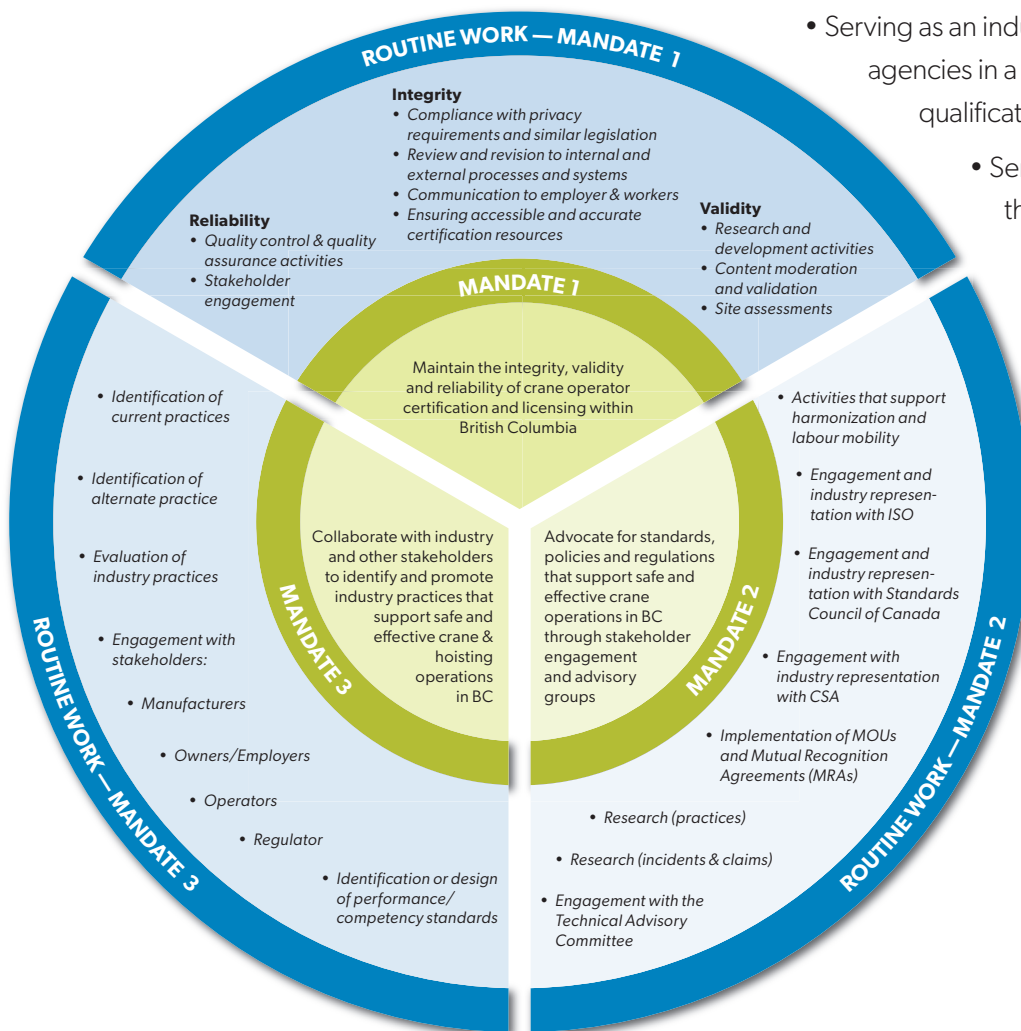 ROUTINE WORK — MANDATE 1
Integrity
• Compliance with privacy
requirements and similar legislation
• Review and revision to internal and
external processes and systems
• Communication to employer & workers
• Ensuring accessible and accurate
certification resources
Reliability
• Quality control & quality
assurance activities
• Stakeholder
engagement
Validity
• Research and
development activities
• Content moderation
and validation
• Site assessments
MANDATE 1
Maintain the integrity, validity
and reliability of crane operator
certification and licensing within
British Columbia
• Serving as an ind
agencies in a
qualificat
• Se
th
• Activities that support
harmonization and
labour mobility
• Engagement and
industry represen-
tation with ISO
• Engagement and
industry represen-
tation with Standards
Council of Canada
• Engagement with
industry representation
with CSA
• Implementation of MOUs
and Mutual Recognition
Agreements (MRAs)
• Research (practices)
• Research (incidents & claims)
• Engagement with the
Technical Advisory
Committee
ROUTINE WORK — MANDATE 2
MANDATE 2
Advocate for standards,
policies and regulations
that support safe and
effective crane
operations in BC
through stakeholder
engagement
and advisory
groups
Collaborate with industry
and other stakeholders
to identify and promote
industry practices that
support safe and
effective crane &
hoisting
operations
in BC
MANDATE 3
• Identification of
current practices
• Identification of
alternate practice
• Evaluation of
industry practices
• Engagement with
stakeholders:
• Manufacturers
• Owners/Employers
• Operators
• Regulator
• Identification or design
of performance/
competency standards
ROUTINE WORK — MANDATE 3